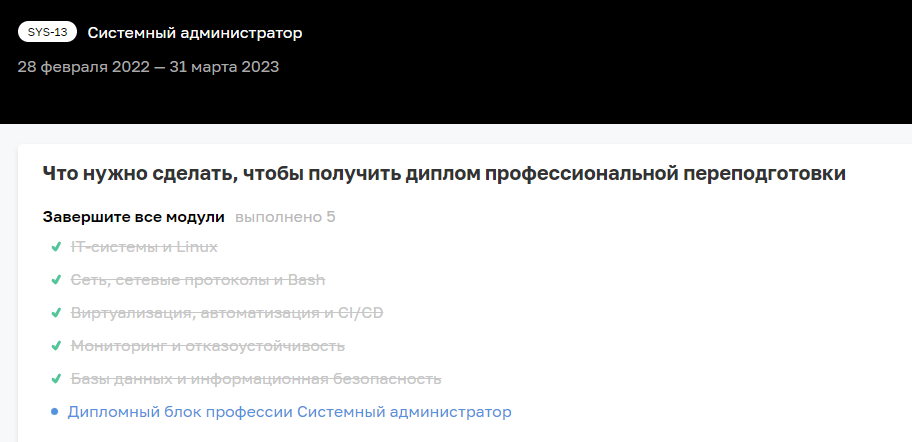 SYS-13 Системный администратор
28 февраля 2022 — 31 марта 2023
Что нужно сделать, чтобы получить диплом профессиональной переподготовки
Завершите все модули выполнено 5
IT-системы и Linux
Сеть, сетевые протоколы и Bash
Виртуализация, автоматизация и CI/CD
Мониторинг и отказоустойчивость
Базы данных и информационная безопасность
Дипломный блок профессии Системный администратор